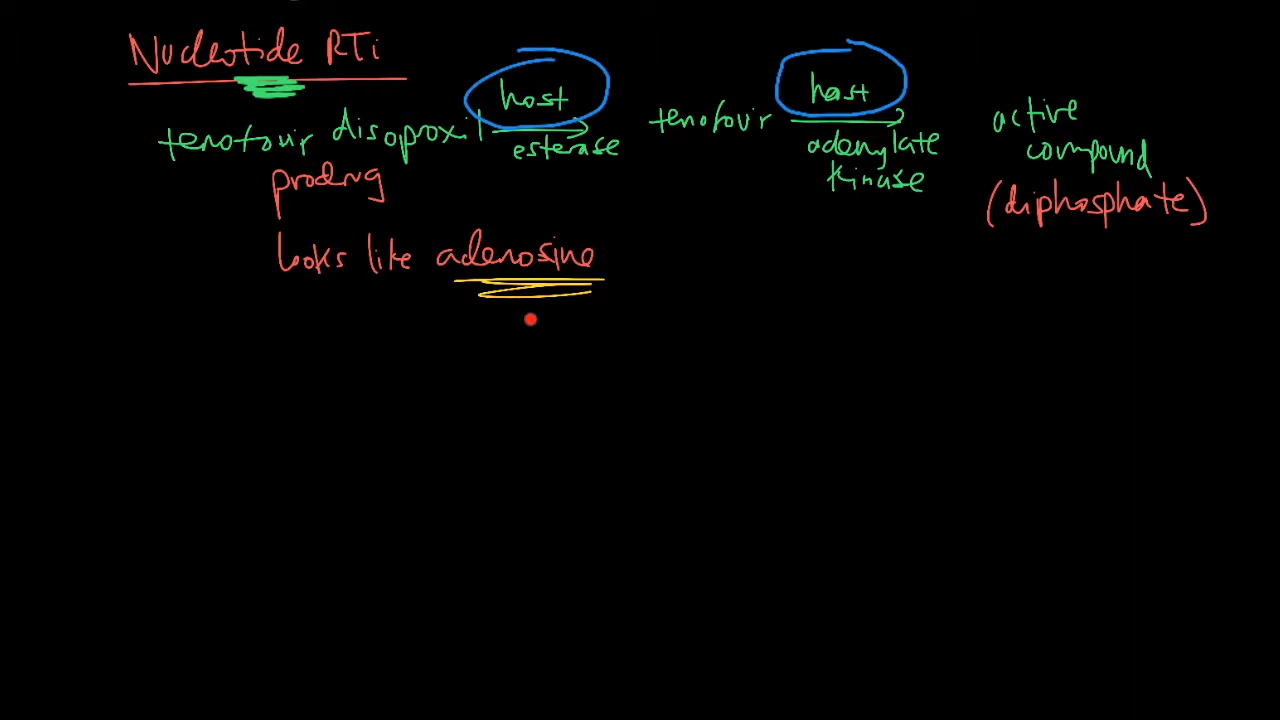 Nucleotide RTi
tenofovir disoproxil
host
esterase
tenofovir
host
adenylate
kinase
active
compound
(diphosphate)
prodrug
looks like adenosine